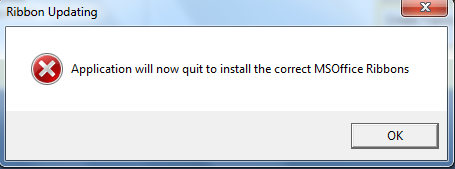 Ribbon Updating
Application will now quit to install the correct MSOffice Ribbons
OK